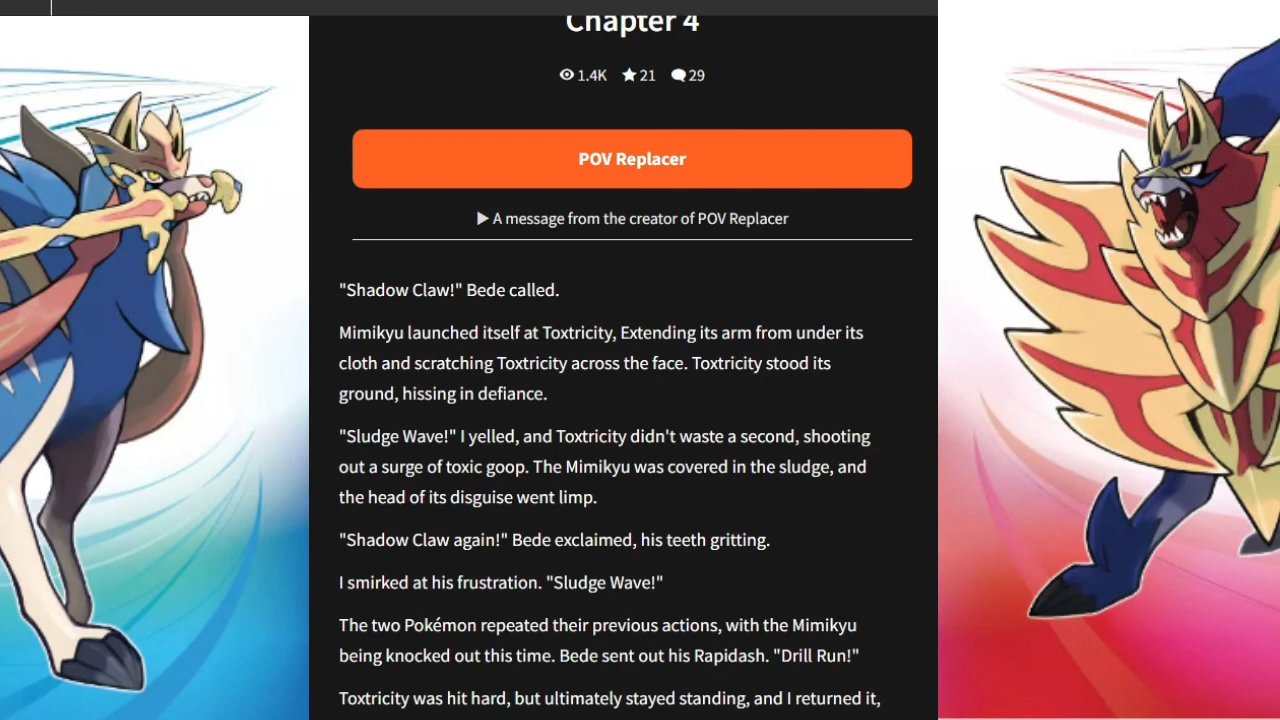 Chapter 4
1.4K 21 29
POV Replacer
▶ A message from the creator of POV Replacer
"Shadow Claw!" Bede called.
Mimikyu launched itself at Toxtricity, Extending its arm from under its
cloth and scratching Toxtricity across the face. Toxtricity stood its
ground, hissing in defiance.
"Sludge Wave!" I yelled, and Toxtricity didn't waste a second, shooting
out a surge of toxic goop. The Mimikyu was covered in the sludge, and
the head of its disguise went limp.
"Shadow Claw again!" Bede exclaimed, his teeth gritting.
I smirked at his frustration. "Sludge Wave!"
The two Pokémon repeated their previous actions, with the Mimikyu
being knocked out this time. Bede sent out his Rapidash. "Drill Run!"
Toxtricity was hit hard, but ultimately stayed standing, and I returned it,